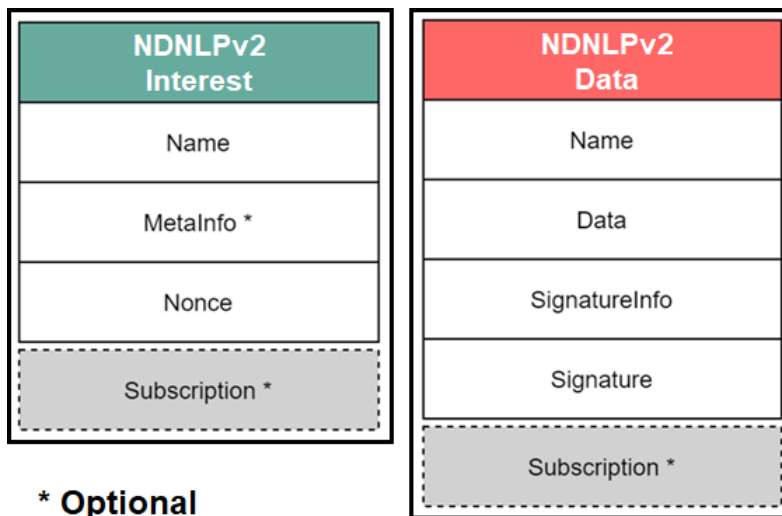 NDNLPv2
Interest
Name
MetaInfo *
Nonce
Subscription *
* Optional
NDNLPv2
Data
Name
Data
SignatureInfo
Signature
Subscription *